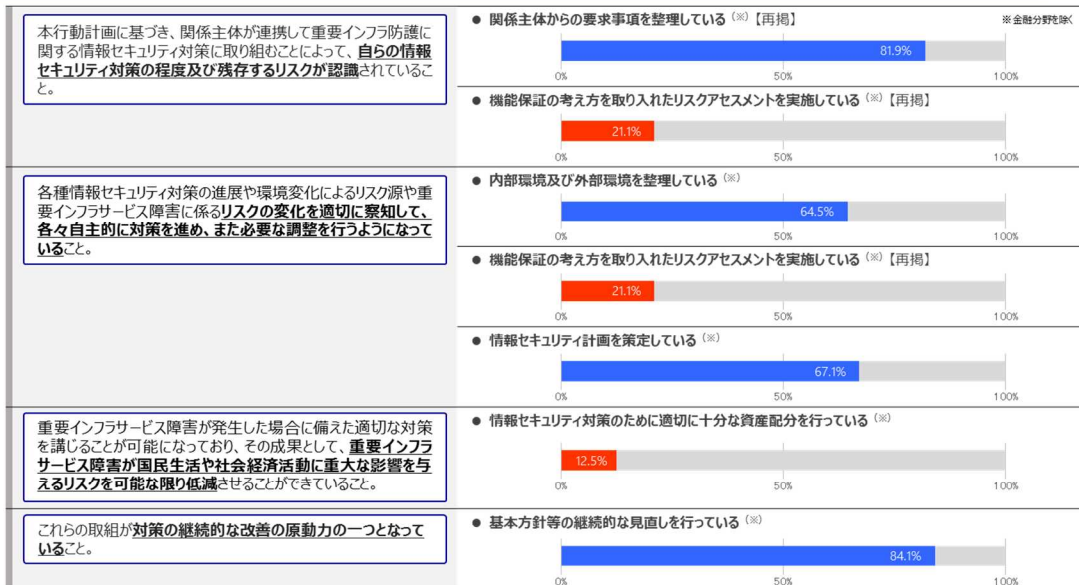 本行動計画に基づき、関係主体が連携して重要インフラ防護に
関する情報セキュリティ対策に取り組むことによって、自らの情報
セキュリティ対策の程度及び残存するリスクが認識されているこ
と。
● 関係主体からの要求事項を整理している（※）【再掲】
※金融分野を除く
81.9%
0% 50% 100%
● 機能保証の考え方を取り入れたリスクアセスメントを実施している（※）【再掲】
21.1%
0% 50% 100%
各種情報セキュリティ対策の進展や環境変化によるリスク源や重
要インフラサービス障害に係るリスクの変化を適切に察知して、
各々自主的に対策を進め、また必要な調整を行うようになって
いること。
● 内部環境及び外部環境を整理している（※）
64.5%
0% 50% 100%
● 機能保証の考え方を取り入れたリスクアセスメントを実施している（※）【再掲】
21.1%
0% 50% 100%
● 情報セキュリティ計画を策定している（※）
67.1%
0% 50% 100%
重要インフラサービス障害が発生した場合に備えた適切な対策
を講じることが可能になっており、その成果として、重要インフラ
サービス障害が国民生活や社会経済活動に重大な影響を与
えるリスクを可能な限り低減させることができていること。
● 情報セキュリティ対策のために適切に十分な資産配分を行っている（※）
12.5%
0% 50% 100%
これらの取組が対策の継続的な改善の原動力の一つとなって
いること。
● 基本方針等の継続的な見直しを行っている（※）
84.1%
0% 50% 100%